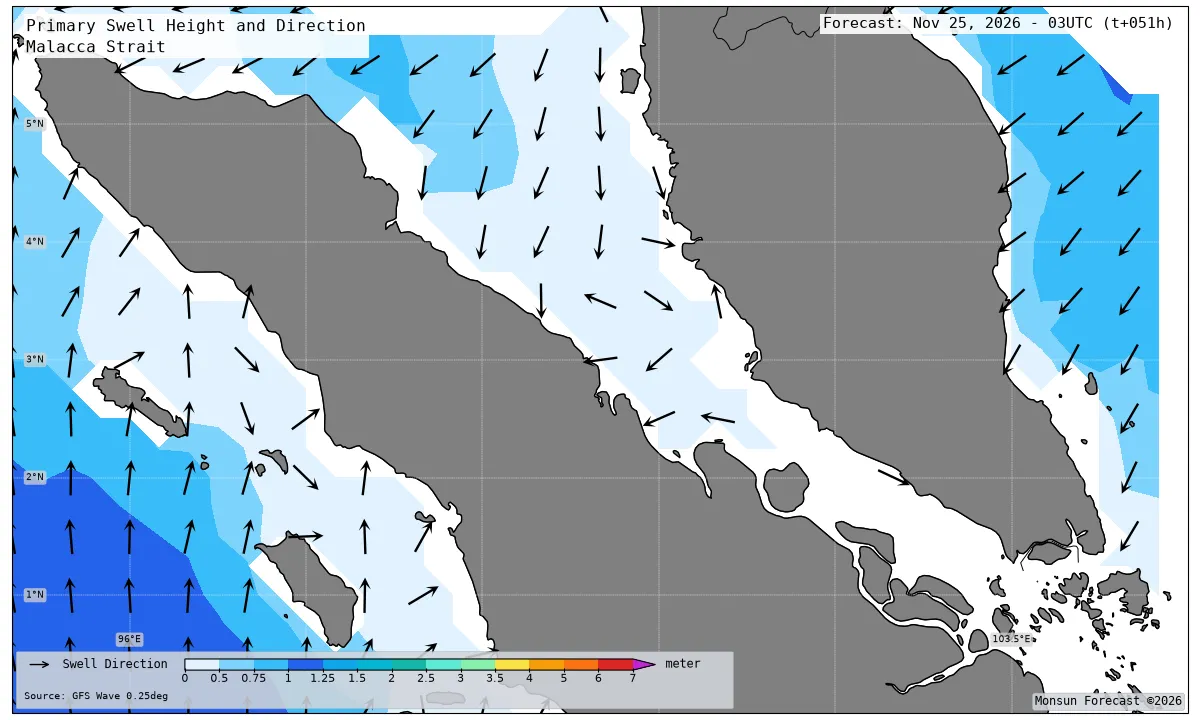 Primary Swell Height and Direction
Malacca Strait
Forecast: Nov 25, 2026 - 03UTC (t+051h)
5°N
4°N
3°N
2°N
1°N
96°E
103.5°E
Swell Direction
meter
0 0.5 0.75 1 1.25 1.5 2 2.5 3 3.5 4 5 6 7
Source: GFS Wave 0.25deg
Monsun Forecast ©2026